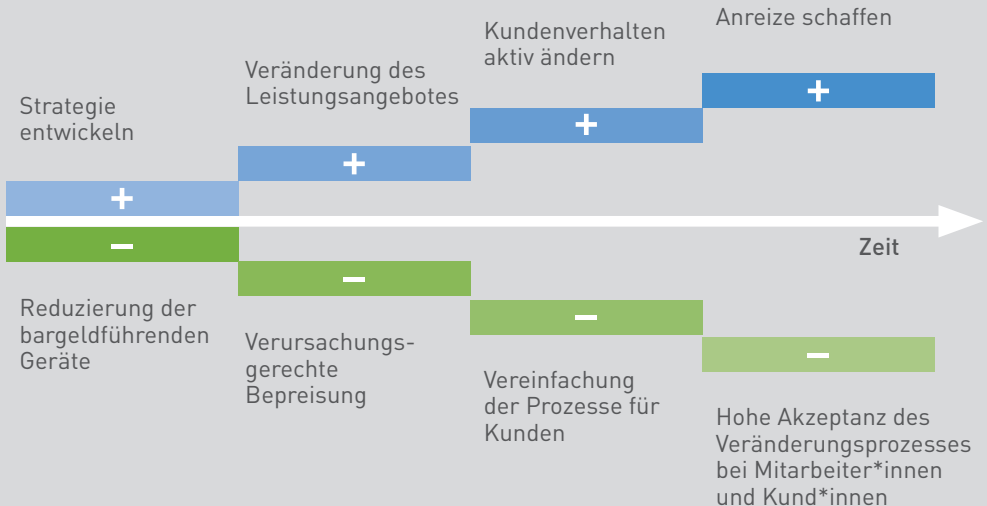 Strategie
entwickeln
+
Veränderung des
Leistungsangebotes
+
Kundenverhalten
aktiv ändern
+
Anreize schaffen
+
Zeit
–
Reduzierung der
bargeldführenden
Geräte
–
Verursachungs-
gerechte
Bepreisung
–
Vereinfachung
der Prozesse für
Kunden
–
Hohe Akzeptanz des
Veränderungsprozesses
bei Mitarbeiter*innen
und Kund*innen